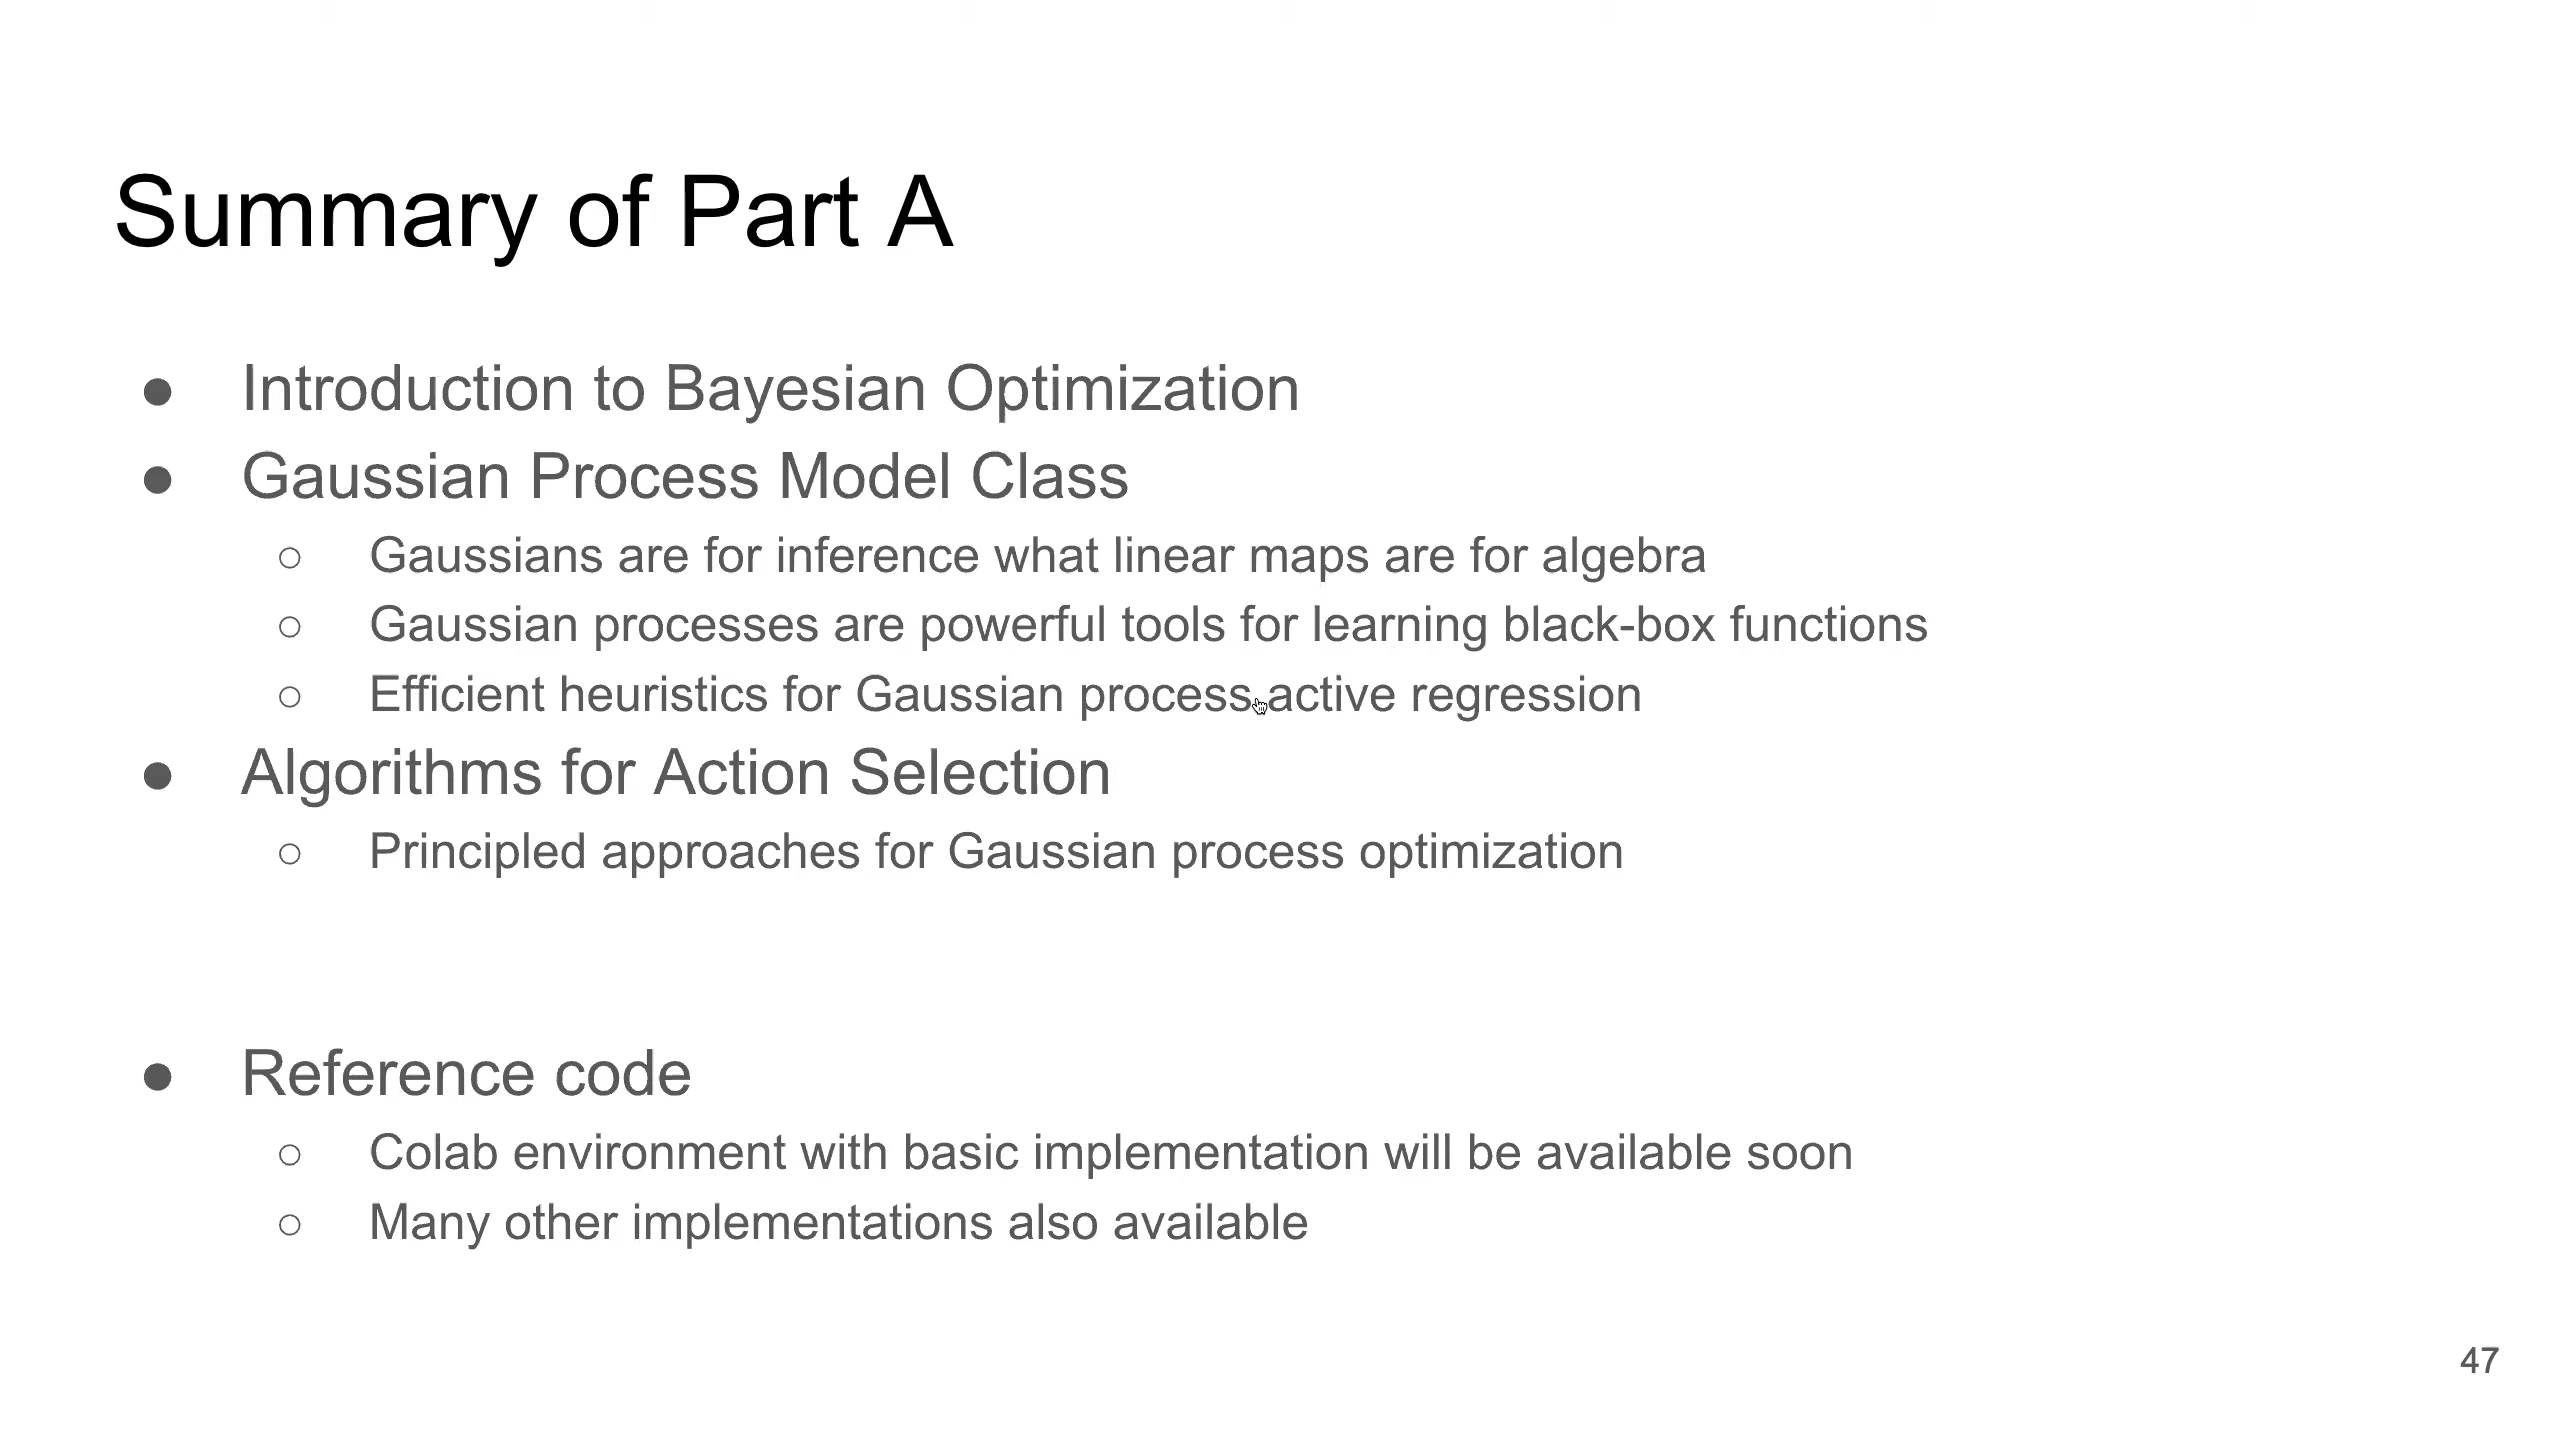 Summary of Part A
● Introduction to Bayesian Optimization
● Gaussian Process Model Class
○ Gaussians are for inference what linear maps are for algebra
○ Gaussian processes are powerful tools for learning black-box functions
○ Efficient heuristics for Gaussian process active regression
● Algorithms for Action Selection
○ Principled approaches for Gaussian process optimization
● Reference code
○ Colab environment with basic implementation will be available soon
○ Many other implementations also available
47